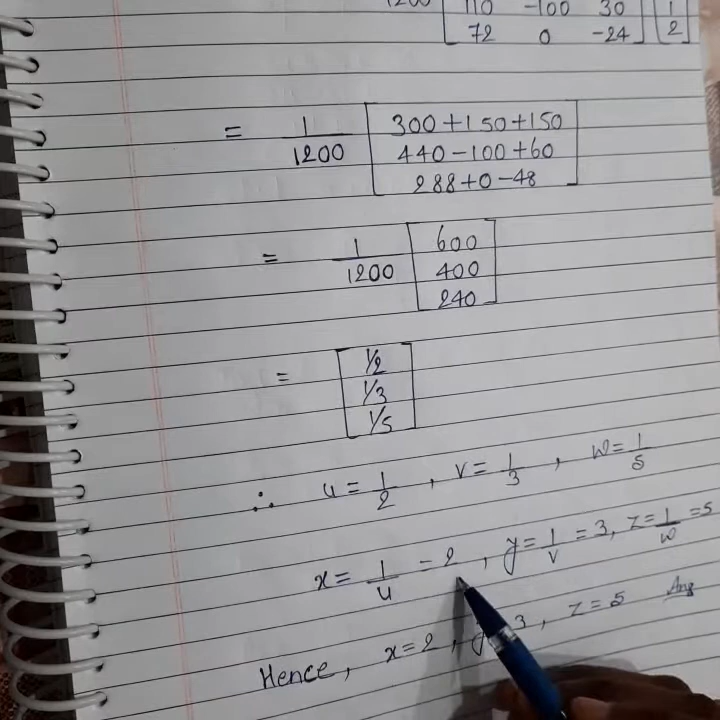 1200 110 -100 30 1
72 0 -24 2
= 1/1200 [300+150+150
440-100+60
288+0-48]
= 1/1200 [600
400
240]
= [1/2
1/3
1/5]
∴ u = 1/2 , v = 1/3 , w = 1/5
x = 1/u = 2 , y = 1/v = 3, z = 1/w = 5
Hence, x=2, y=3, z=5 Ans